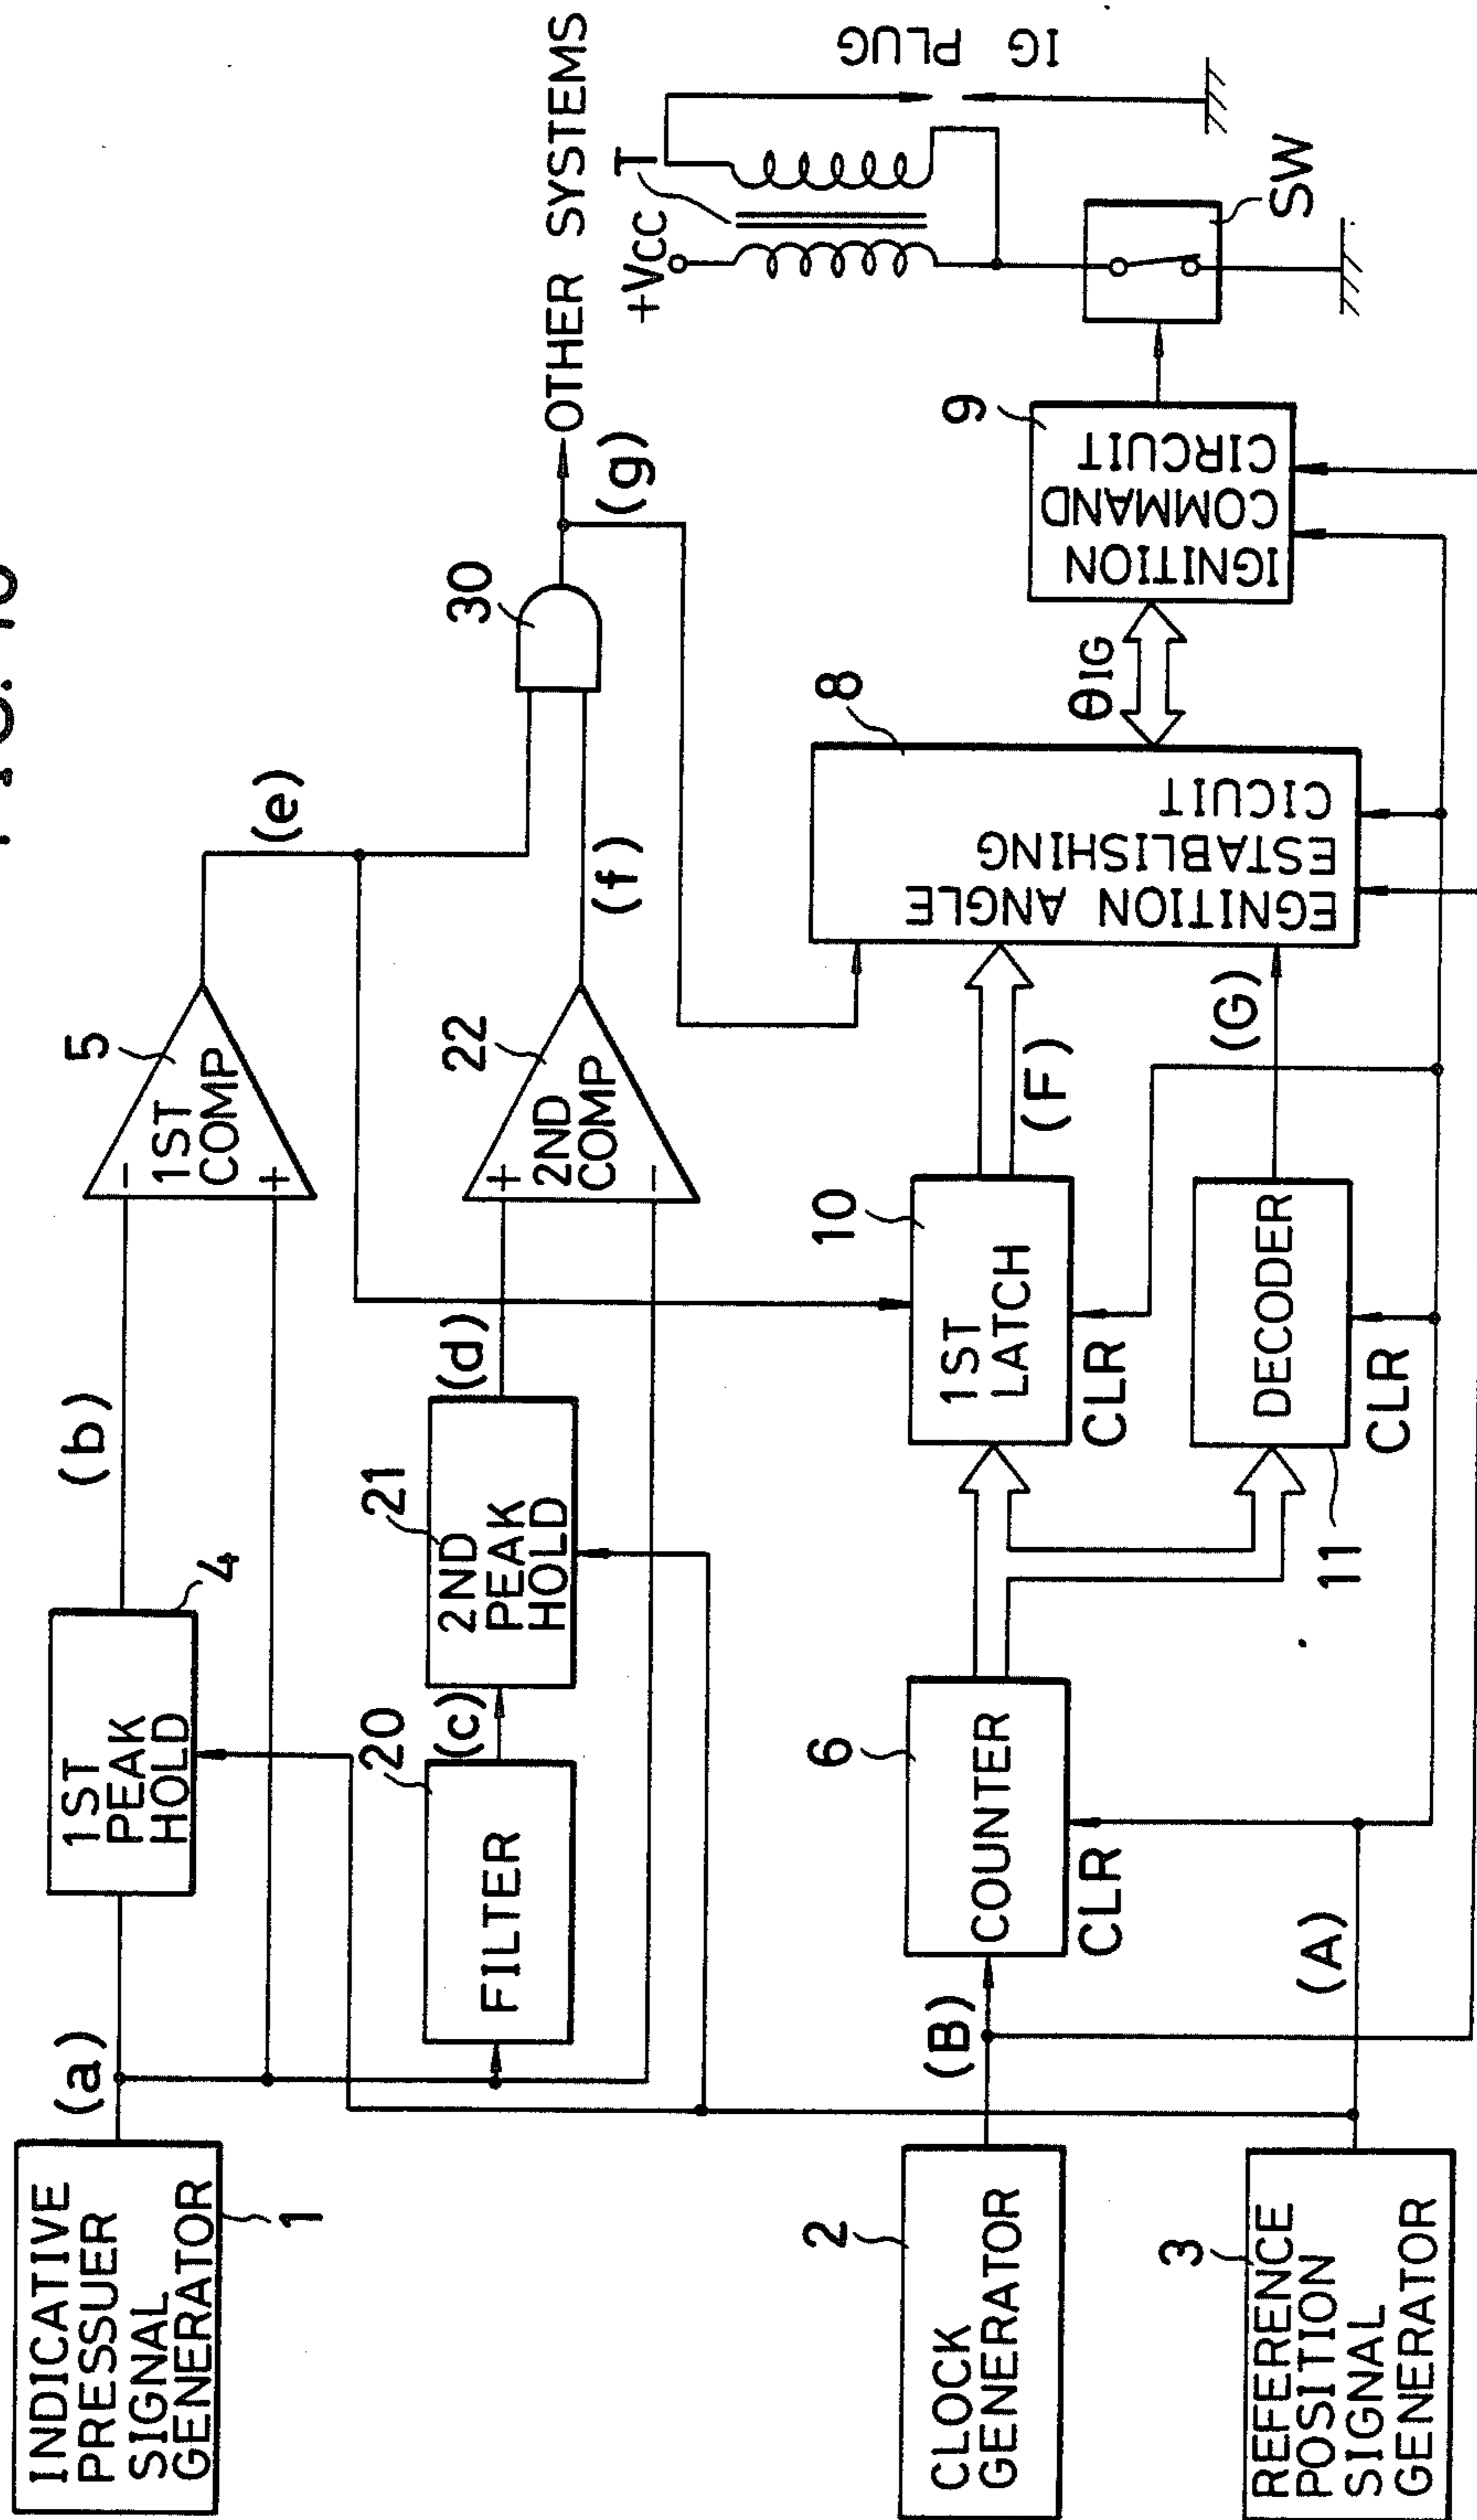 INDICATIVE
PRESSUER
SIGNAL
GENERATOR
1
(a)
1ST
PEAK
HOLD
4
(b)
1ST
COMP
−
+
5
(e)
FILTER
20
(c)
2ND
PEAK
HOLD
21
(d)
2ND
COMP
+
−
22
(f)
30
OTHER SYSTEMS
(g)
CLOCK
GENERATOR
2
(B)
COUNTER
6
CLR
1ST
LATCH
10
CLR
(F)
DECODER
11
CLR
(G)
EGNITION ANGLE
ESTABLISHING
CICUIT
8
θIG
IGNITION
COMMAND
CIRCUIT
9
+VCC
T
SW
IG PLUG
REFERENCE
POSITION
SIGNAL
GENERATOR
3
(A)